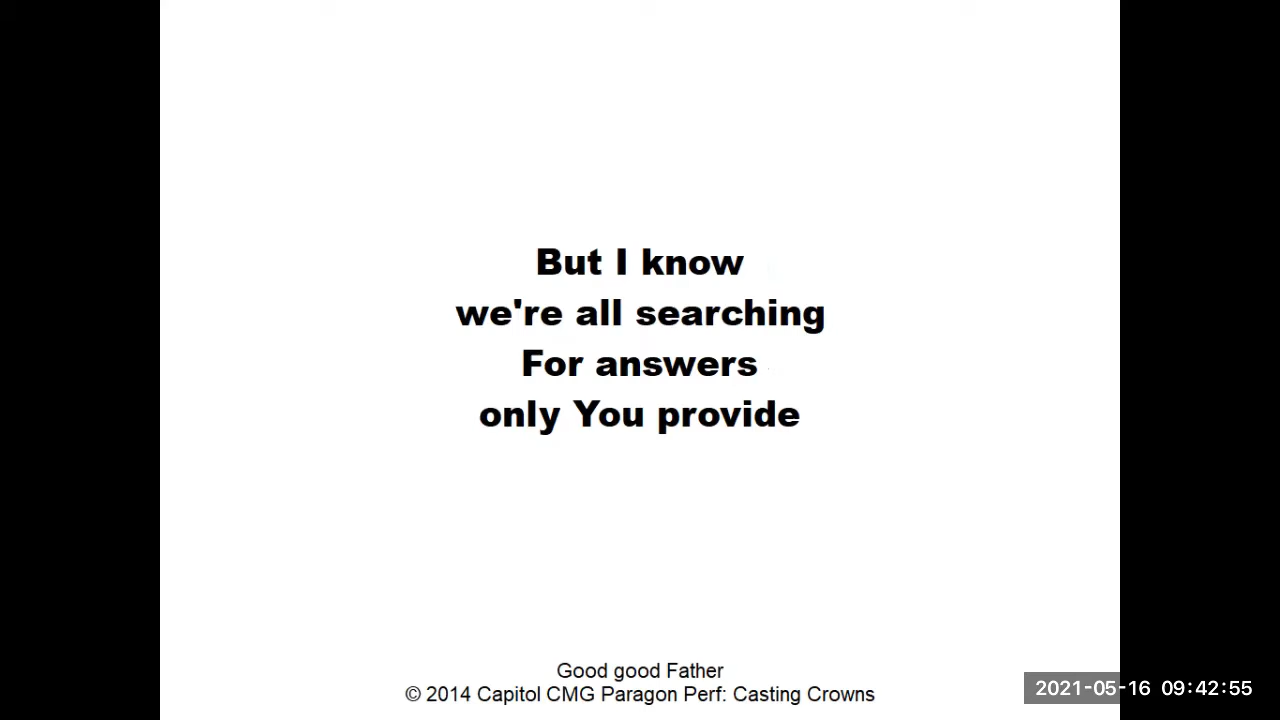 But I know
we're all searching
For answers
only You provide
Good good Father
© 2014 Capitol CMG Paragon Perf: Casting Crowns
2021-05-16 09:42:55